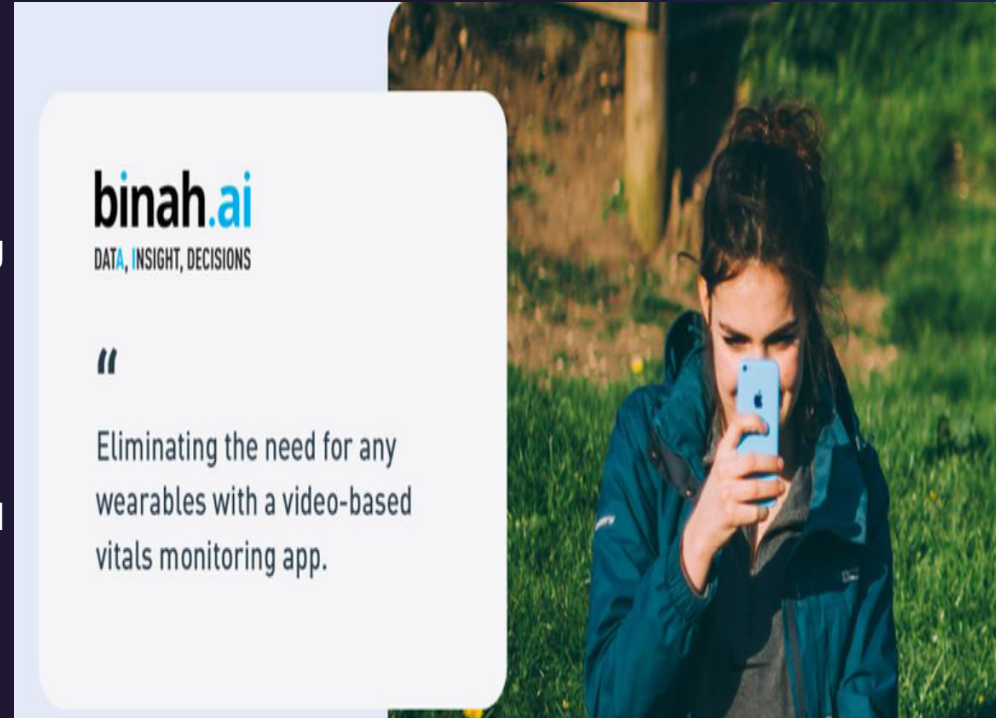 binah.ai
DATA, INSIGHT, DECISIONS
“
Eliminating the need for any
wearables with a video-based
vitals monitoring app.